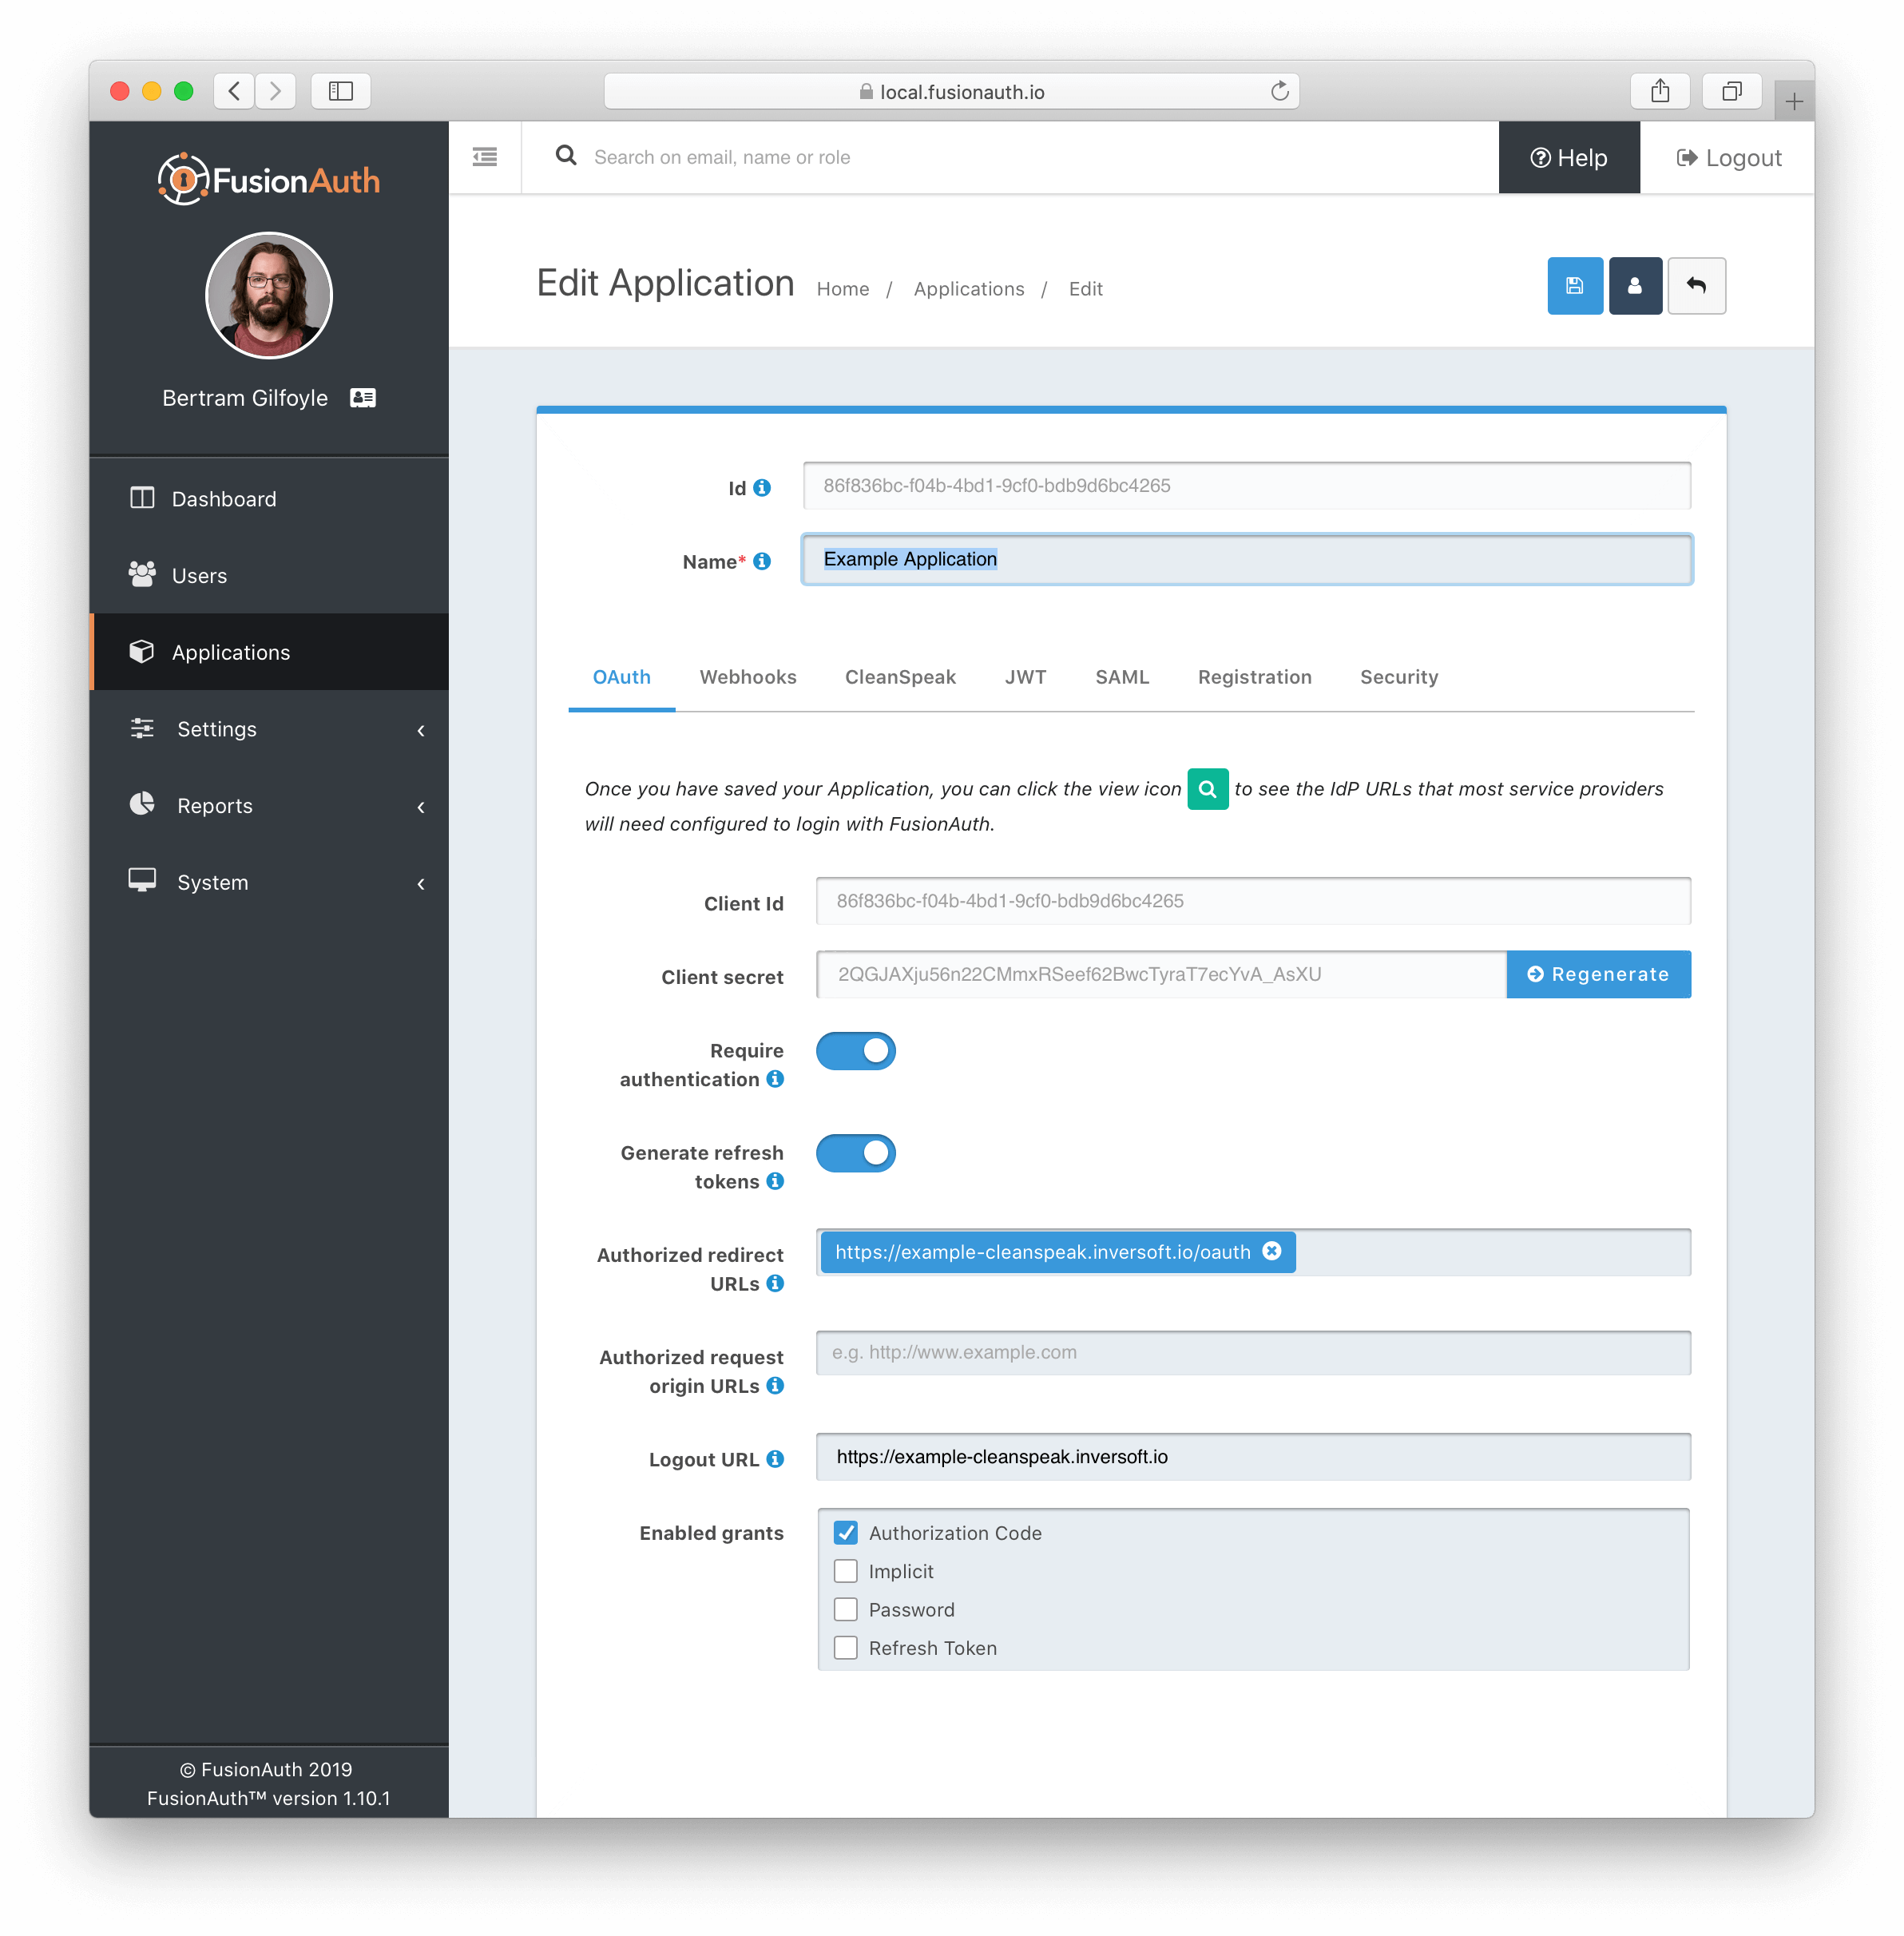 local.fusionauth.io
FusionAuth
Search on email, name or role
Help
Logout
Bertram Gilfoyle
Dashboard
Users
Applications
Settings
Reports
System
© FusionAuth 2019
FusionAuth™ version 1.10.1
Edit Application Home / Applications / Edit
Id 86f836bc-f04b-4bd1-9cf0-bdb9d6bc4265
Name* Example Application
OAuth Webhooks CleanSpeak JWT SAML Registration Security
Once you have saved your Application, you can click the view icon to see the IdP URLs that most service providers
will need configured to login with FusionAuth.
Client Id 86f836bc-f04b-4bd1-9cf0-bdb9d6bc4265
Client secret 2QGJAXju56n22CMmxRSeef62BwcTyraT7ecYvA_AsXU Regenerate
Require
authentication
Generate refresh
tokens
Authorized redirect
URLs
https://example-cleanspeak.inversoft.io/oauth
Authorized request
origin URLs
e.g. http://www.example.com
Logout URL https://example-cleanspeak.inversoft.io
Enabled grants
Authorization Code
Implicit
Password
Refresh Token